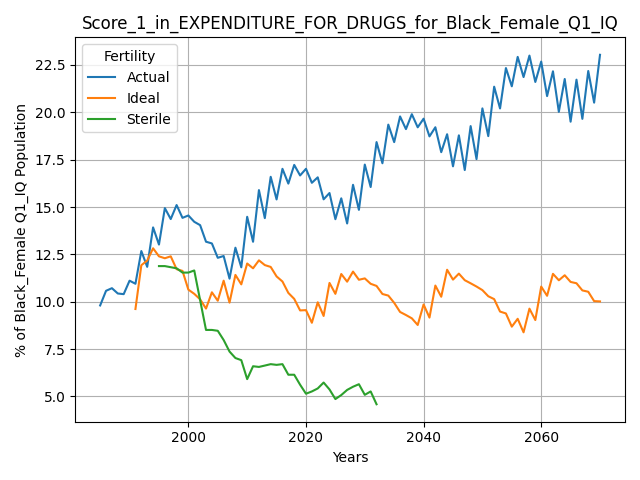 Score_1_in_EXPENDITURE_FOR_DRUGS_for_Black_Female_Q1_IQ
Fertility
Actual
Ideal
Sterile
% of Black_Female Q1_IQ Population
22.5
20.0
17.5
15.0
12.5
10.0
7.5
5.0
2000
2020
2040
2060
Years